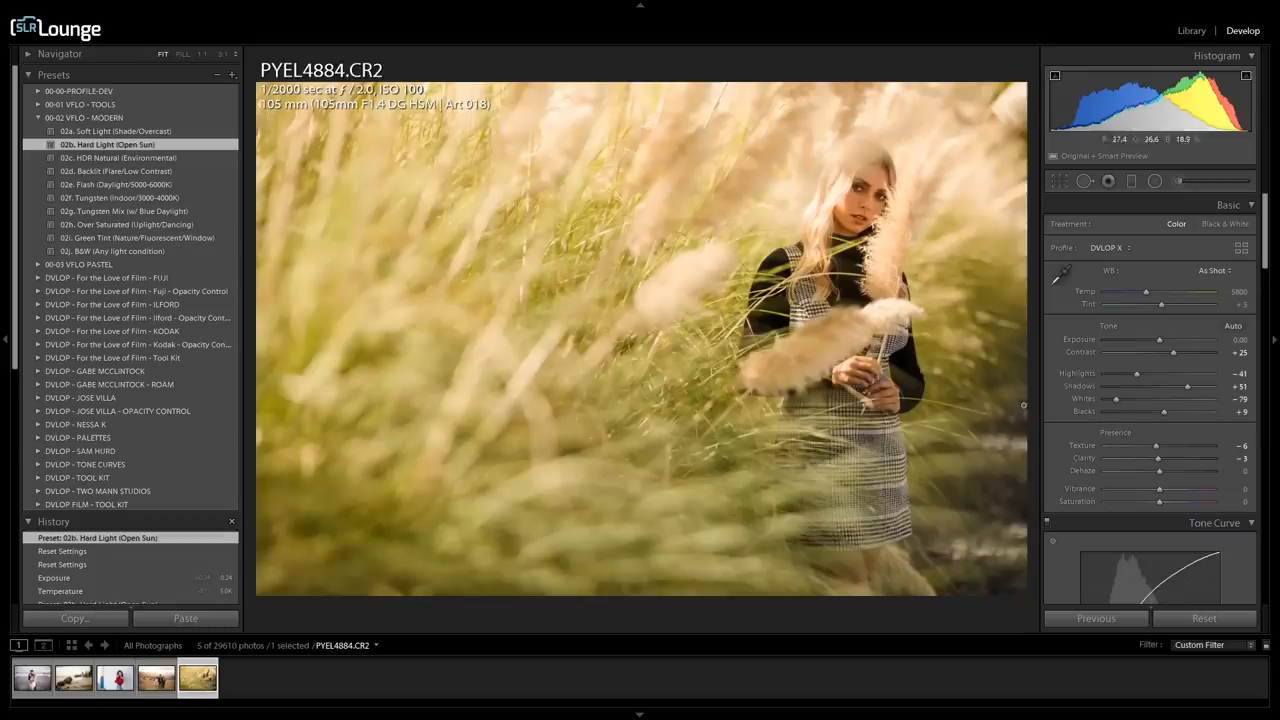 SLR Lounge
Library | Develop
Navigator FIT FILL 1:1 3:1
Presets
00-00-PROFILE-DEV
00-01 VFLO - TOOLS
00-02 VFLO - MODERN
02a. Soft Light (Shade/Overcast)
02b. Hard Light (Open Sun)
02c. HDR Natural (Environmental)
02d. Backlit (Flare/Low Contrast)
02e. Flash (Daylight/5000-6000K)
02f. Tungsten (Indoor/3000-4000K)
02g. Tungsten Mix (w/ Blue Daylight)
02h. Over Saturated (Uplight/Dancing)
02i. Green Tint (Nature/Fluorescent/Window)
02j. B&W (Any light condition)
00-03 VFLO PASTEL
DVLOP - For the Love of Film - FUJI
DVLOP - For the Love of Film - Fuji - Opacity Control
DVLOP - For the Love of Film - ILFORD
DVLOP - For the Love of Film - Ilford - Opacity Cont...
DVLOP - For the Love of Film - KODAK
DVLOP - For the Love of Film - Kodak - Opacity Con...
DVLOP - For the Love of Film - Tool Kit
DVLOP - GABE MCCLINTOCK
DVLOP - GABE MCCLINTOCK - ROAM
DVLOP - JOSE VILLA
DVLOP - JOSE VILLA - OPACITY CONTROL
DVLOP - NESSA K
DVLOP - PALETTES
DVLOP - SAM HURD
DVLOP - TONE CURVES
DVLOP - TOOL KIT
DVLOP - TWO MANN STUDIOS
DVLOP FILM - TOOL KIT
History
Preset: 02b. Hard Light (Open Sun)
Reset Settings
Reset Settings
Exposure +0.24 0.24
Temperature 5.0K
Copy... Paste
PYEL4884.CR2
1/2000 sec at ƒ / 2.0, ISO 100
105 mm (105mm F1.4 DG HSM | Art 018)
Histogram
R 27.4 G 26.6 B 18.9 %
Original + Smart Preview
Basic
Treatment : Color Black & White
Profile : DVLOP X
WB : As Shot
Temp 5800
Tint + 5
Tone Auto
Exposure 0.00
Contrast + 25
Highlights − 41
Shadows + 51
Whites − 79
Blacks + 9
Presence
Texture − 6
Clarity − 3
Dehaze 0
Vibrance 0
Saturation 0
Tone Curve
Previous Reset
1 2 All Photographs 5 of 29610 photos /1 selected /PYEL4884.CR2
Filter : Custom Filter